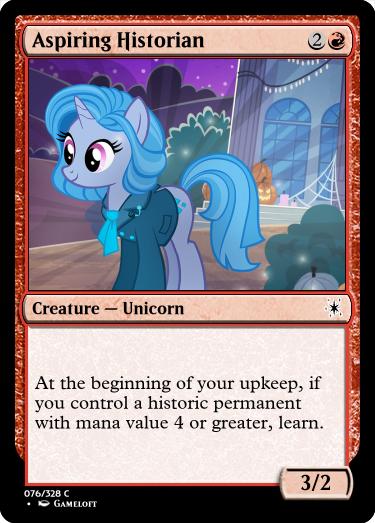 Aspiring Historian 2
Creature — Unicorn
At the beginning of your upkeep, if
you control a historic permanent
with mana value 4 or greater, learn.
3/2
076/328 C
• Gameloft